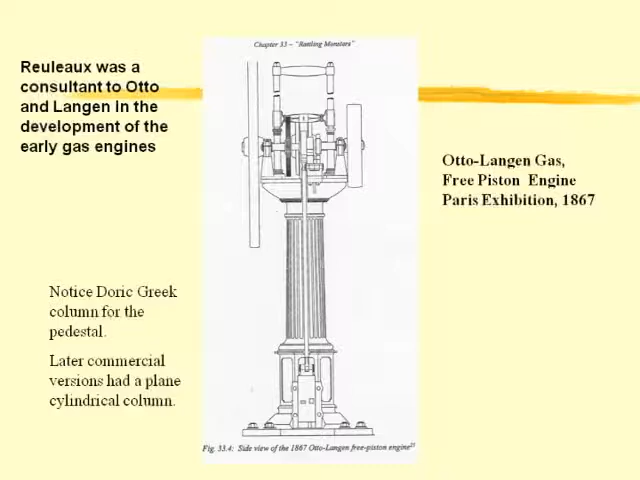 Chapter 33 – "Rattling Monsters"
Reuleaux was a
consultant to Otto
and Langen in the
development of the
early gas engines
Otto-Langen Gas,
Free Piston Engine
Paris Exhibition, 1867
Notice Doric Greek
column for the
pedestal.
Later commercial
versions had a plane
cylindrical column.
Fig. 33.4: Side view of the 1867 Otto-Langen free-piston engine